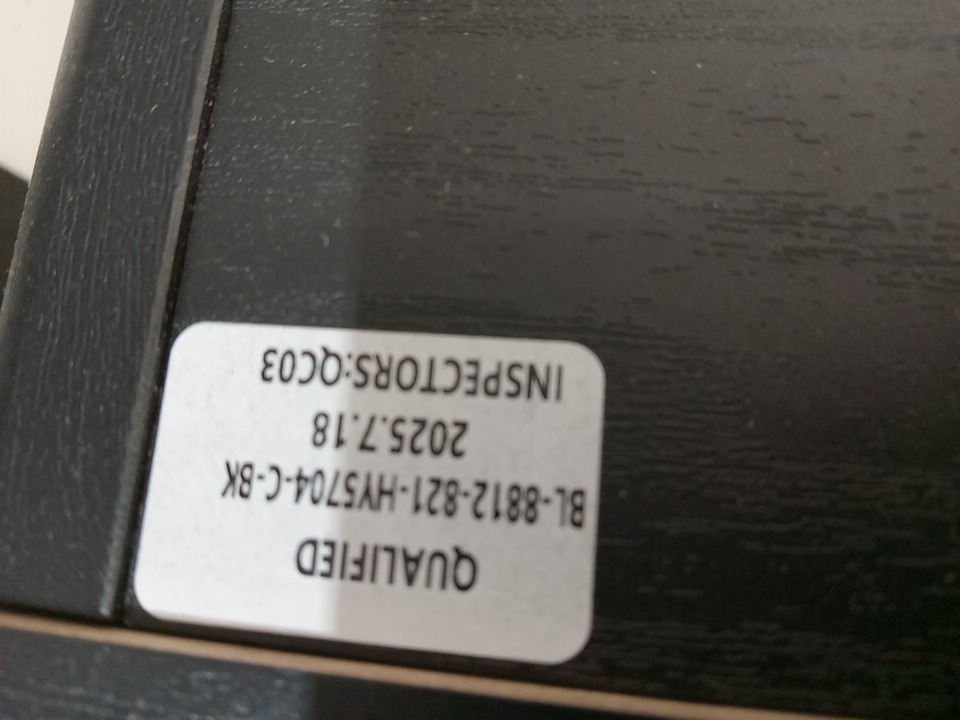 QUALIFIED
BL-8812-821-HY5704-C-BK
2025.7.18
INSPECTORS:QC03